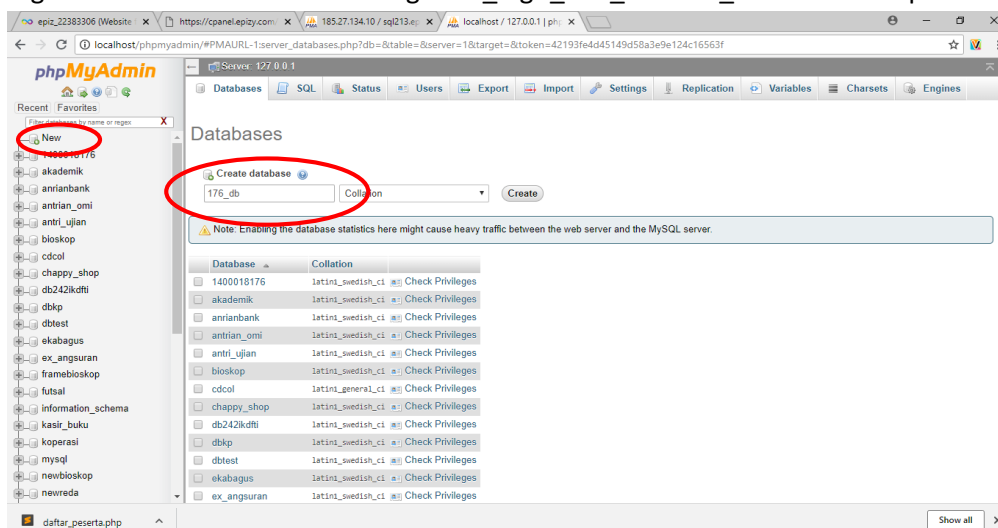 epiz_22383306 (Website
https://cpanel.epizy.com/
185.27.134.10 / sql213.ep
localhost / 127.0.0.1 | ph
localhost/phpmyadmin/#PMAURL-1:server_databases.php?db=&table=&server=1&target=&token=42193fe4d45149d58a3e9e124c16563f
phpMyAdmin
Recent Favorites
Filter databases by name or regex X
New
1400018176
akademik
anrianbank
antrian_omi
antri_ujian
bioskop
cdcol
chappy_shop
db242ikdfti
dbkp
dbtest
ekabagus
ex_angsuran
framebioskop
futsal
information_schema
kasir_buku
koperasi
mysql
newbioskop
newreda
Server: 127.0.0.1
Databases SQL Status Users Export Import Settings Replication Variables Charsets Engines
Databases
Create database
176_db Collation Create
Note: Enabling the database statistics here might cause heavy traffic between the web server and the MySQL server.
Database Collation
1400018176 latin1_swedish_ci Check Privileges
akademik latin1_swedish_ci Check Privileges
anrianbank latin1_swedish_ci Check Privileges
antrian_omi latin1_swedish_ci Check Privileges
antri_ujian latin1_swedish_ci Check Privileges
bioskop latin1_swedish_ci Check Privileges
cdcol latin1_general_ci Check Privileges
chappy_shop latin1_swedish_ci Check Privileges
db242ikdfti latin1_swedish_ci Check Privileges
dbkp latin1_swedish_ci Check Privileges
dbtest latin1_swedish_ci Check Privileges
ekabagus latin1_swedish_ci Check Privileges
ex_angsuran latin1_swedish_ci Check Privileges
daftar_peserta.php
Show all